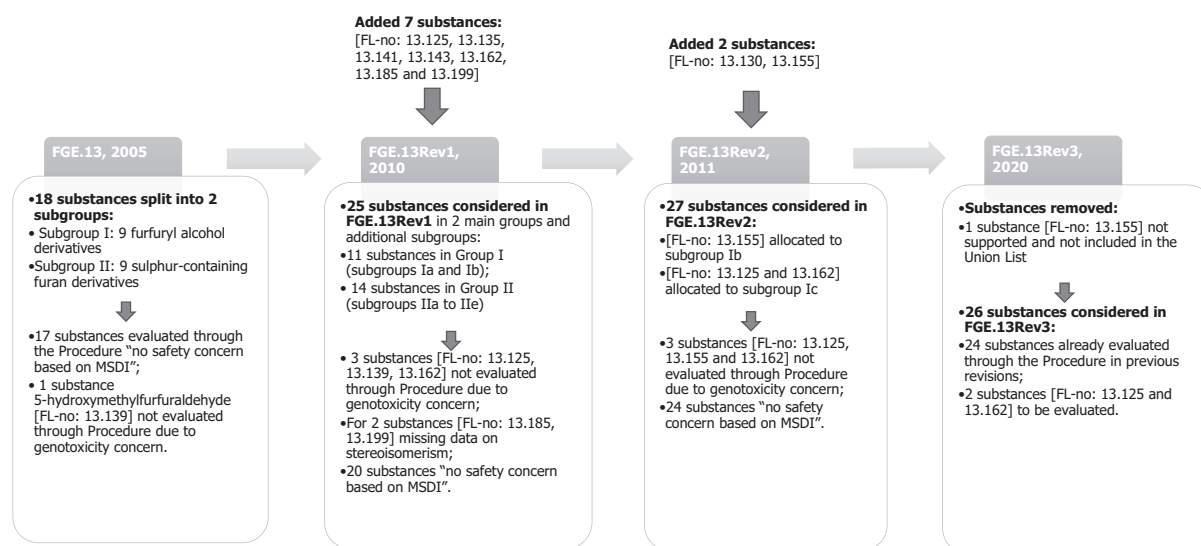 Added 7 substances:
[FL-no: 13.125, 13.135,
13.141, 13.143, 13.162,
13.185 and 13.199]
Added 2 substances:
[FL-no: 13.130, 13.155]
FGE.13, 2005
•18 substances split into 2
subgroups:
• Subgroup I: 9 furfuryl alcohol
derivatives
•Subgroup II: 9 sulphur-containing
furan derivatives
•17 substances evaluated through
the Procedure "no safety concern
based on MSDI";
• 1 substance
5-hydroxymethylfurfuraldehyde
[FL-no: 13.139] not evaluated
through Procedure due to
genotoxicity concern.
FGE.13Rev1,
2010
•25 substances considered in
FGE.13Rev1 in 2 main groups and
additional subgroups:
•11 substances in Group I
(subgroups Ia and Ib);
• 14 substances in Group II
(subgroups IIa to IIe)
• 3 substances [FL-no: 13.125,
13.139, 13.162] not evaluated
through Procedure due to
genotoxicity concern;
•For 2 substances [FL-no: 13.185,
13.199] missing data on
stereoisomerism;
•20 substances "no safety concern
based on MSDI".
FGE.13Rev2,
2011
•27 substances considered in
FGE.13Rev2:
•[FL-no: 13.155] allocated to
subgroup Ib
•[FL-no: 13.125 and 13.162]
allocated to subgroup Ic
•3 substances [FL-no: 13.125,
13.155 and 13.162] not
evaluated through Procedure
due to genotoxicity concern;
•24 substances "no safety
concern based on MSDI".
FGE.13Rev3,
2020
•Substances removed:
•1 substance [FL-no: 13.155] not
supported and not included in the
Union List
•26 substances considered in
FGE.13Rev3:
•24 substances already evaluated
through the Procedure in previous
revisions;
•2 substances [FL-no: 13.125 and
13.162] to be evaluated.